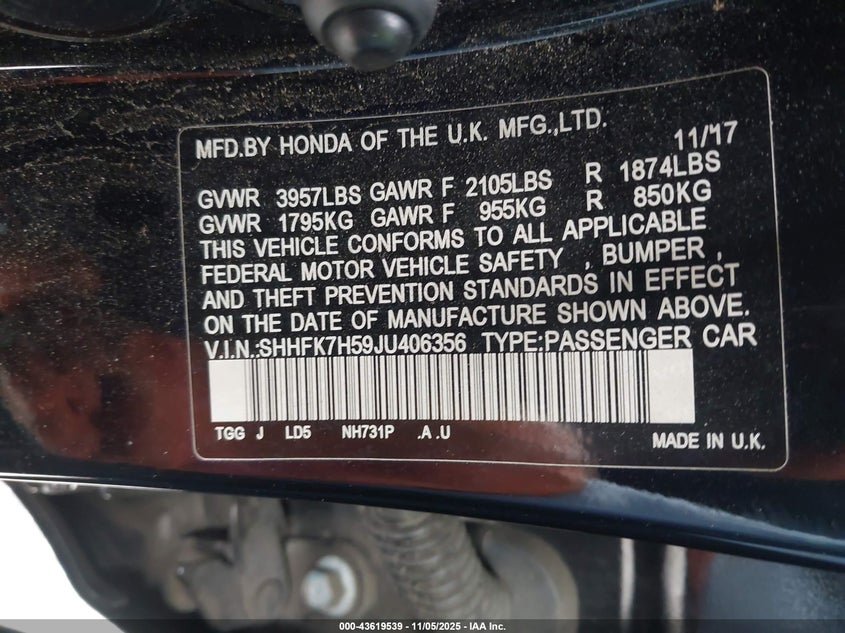 MFD.BY HONDA OF THE U.K. MFG.,LTD. 11/17
GVWR 3957LBS GAWR F 2105LBS R 1874LBS
GVWR 1795KG GAWR F 955KG R 850KG
THIS VEHICLE CONFORMS TO ALL APPLICABLE
FEDERAL MOTOR VEHICLE SAFETY , BUMPER ,
AND THEFT PREVENTION STANDARDS IN EFFECT
ON THE DATE OF MANUFACTURE SHOWN ABOVE.
V.I.N.:SHHFK7H59JU406356 TYPE:PASSENGER CAR
TGG J LD5 NH731P .A .U MADE IN U.K.
000-43619539 - 11/05/2025 - IAA Inc.